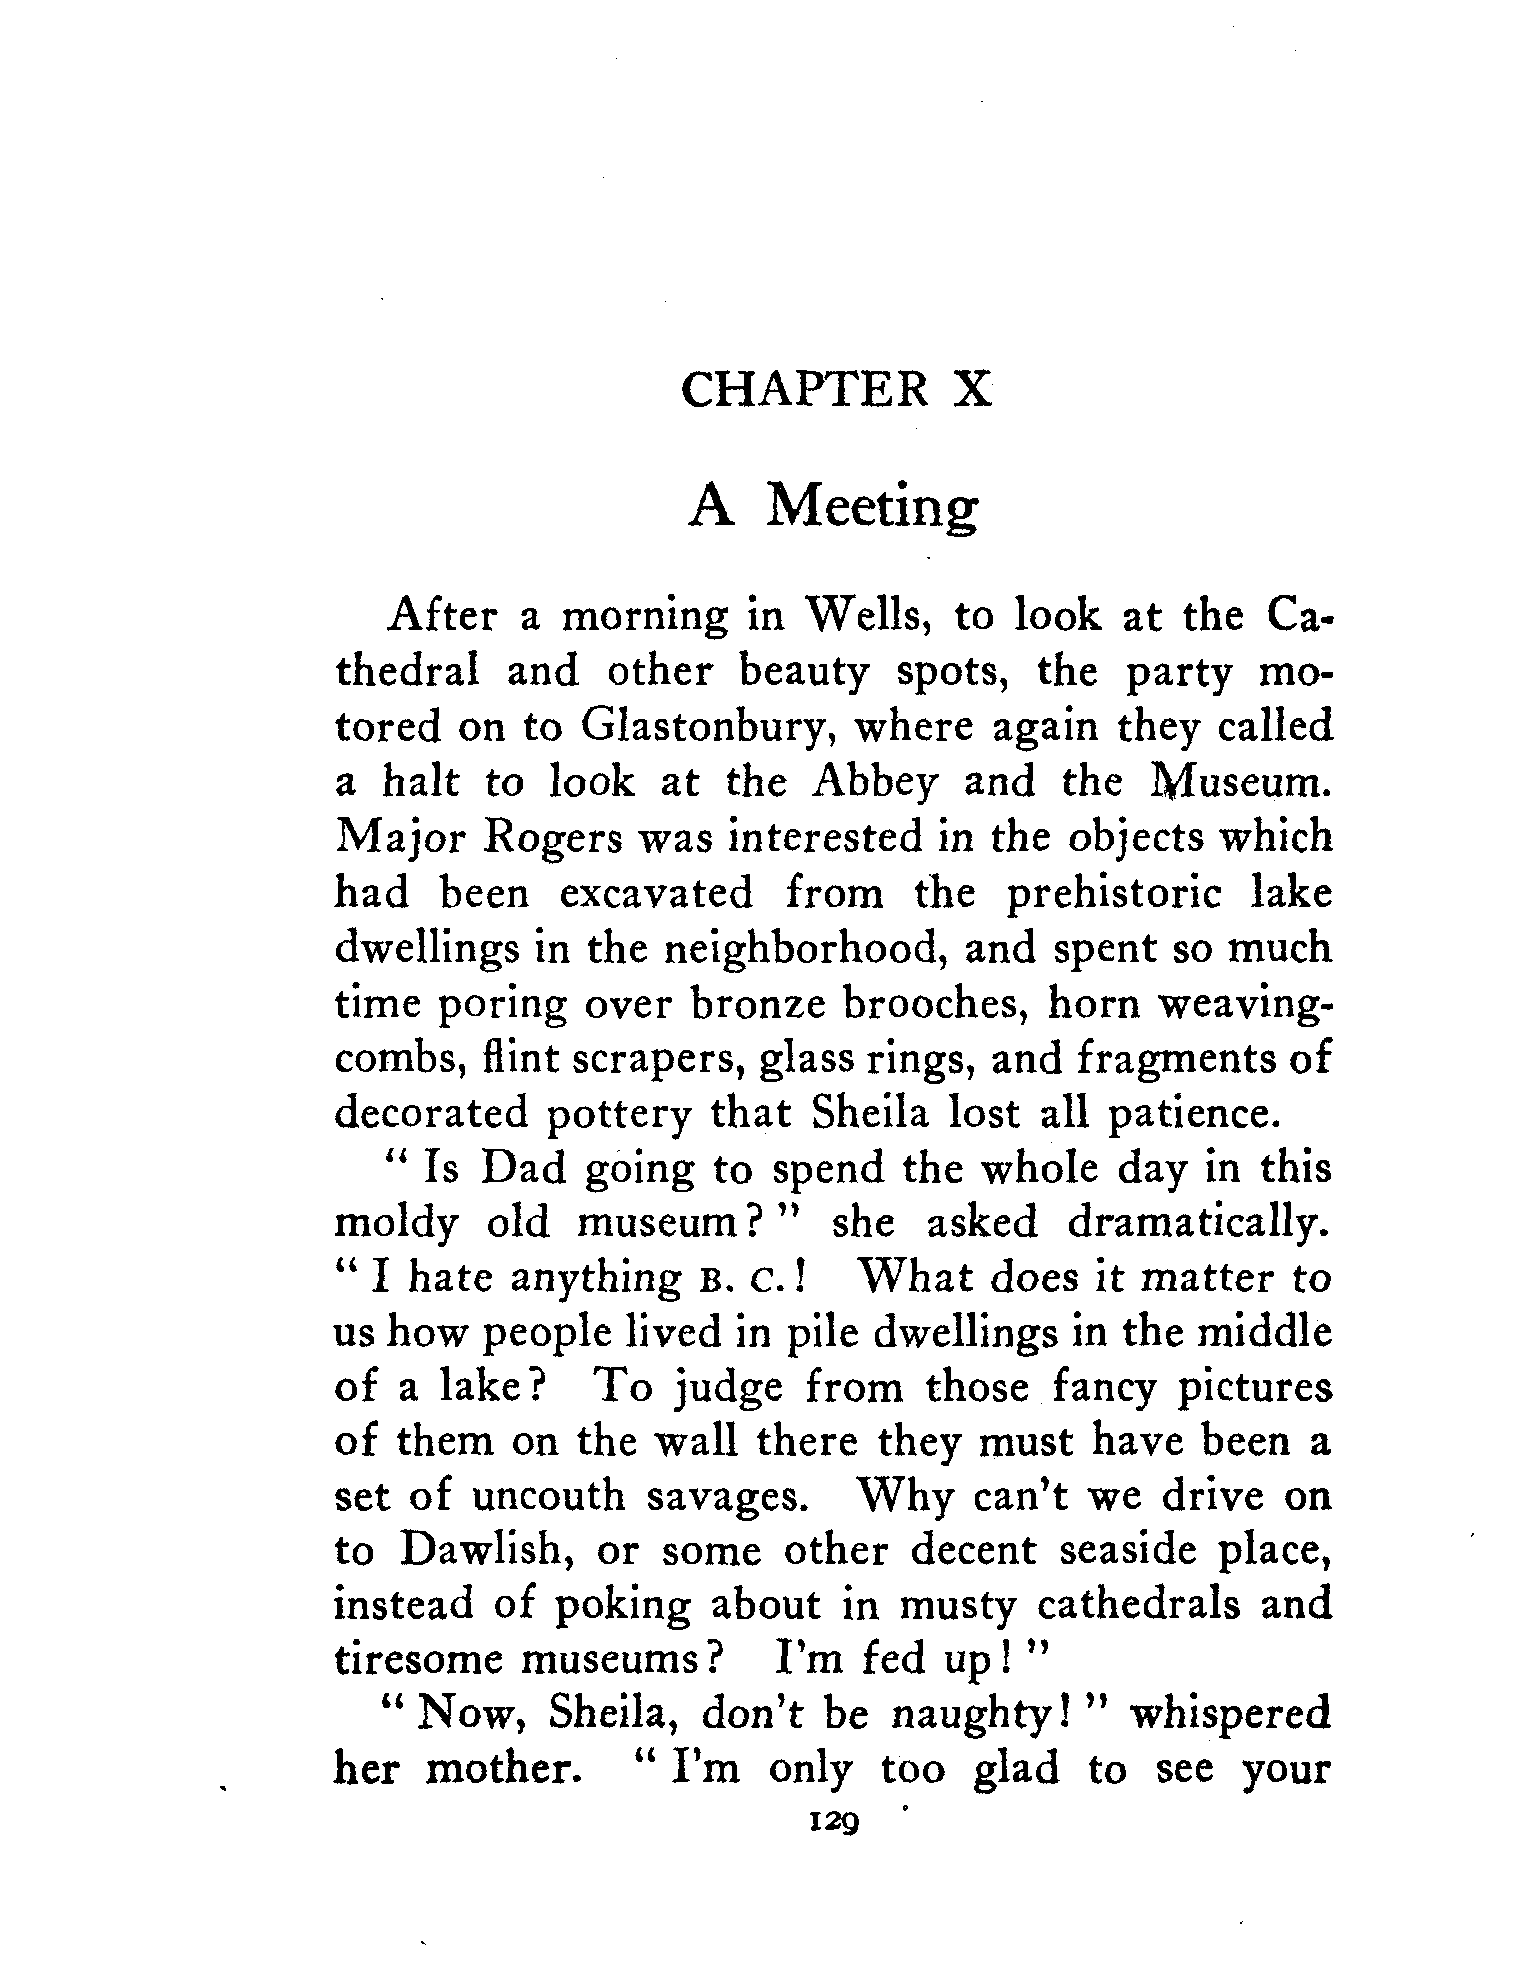 CHAPTER X
A Meeting
After a morning in Wells, to look at the Ca-
thedral and other beauty spots, the party mo-
tored on to Glastonbury, where again they called
a halt to look at the Abbey and the Museum.
Major Rogers was interested in the objects which
had been excavated from the prehistoric lake
dwellings in the neighborhood, and spent so much
time poring over bronze brooches, horn weaving-
combs, flint scrapers, glass rings, and fragments of
decorated pottery that Sheila lost all patience.
“ Is Dad going to spend the whole day in this
moldy old museum? ” she asked dramatically.
“ I hate anything B. C.! What does it matter to
us how people lived in pile dwellings in the middle
of a lake? To judge from those fancy pictures
of them on the wall there they must have been a
set of uncouth savages. Why can't we drive on
to Dawlish, or some other decent seaside place,
instead of poking about in musty cathedrals and
tiresome museums? I'm fed up! ”
“ Now, Sheila, don't be naughty! ” whispered
her mother. “ I'm only too glad to see your
129